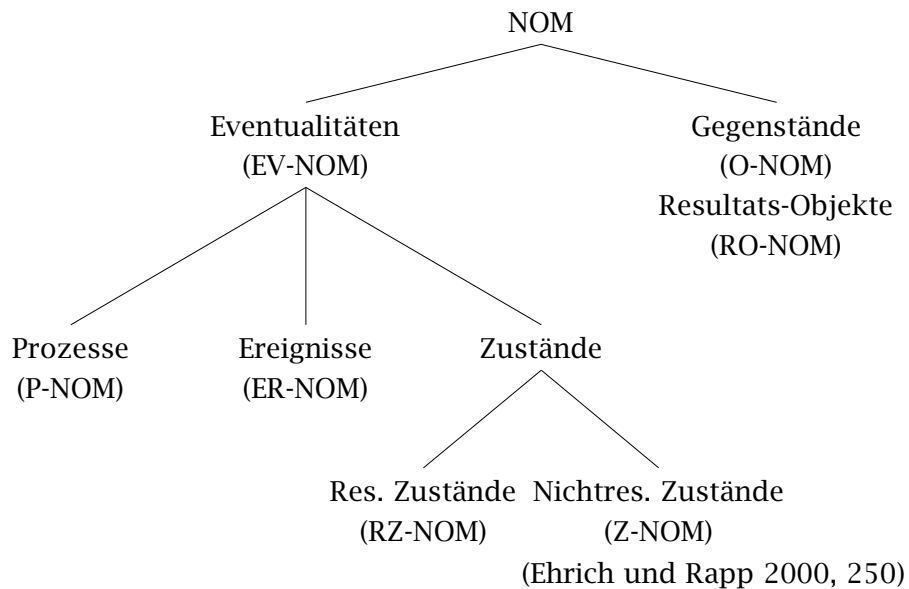 NOM
Eventualitäten
(EV-NOM)
Gegenstände
(O-NOM)
Resultats-Objekte
(RO-NOM)
Prozesse
(P-NOM)
Ereignisse
(ER-NOM)
Zustände
Res. Zustände
(RZ-NOM)
Nichtres. Zustände
(Z-NOM)
(Ehrich und Rapp 2000, 250)